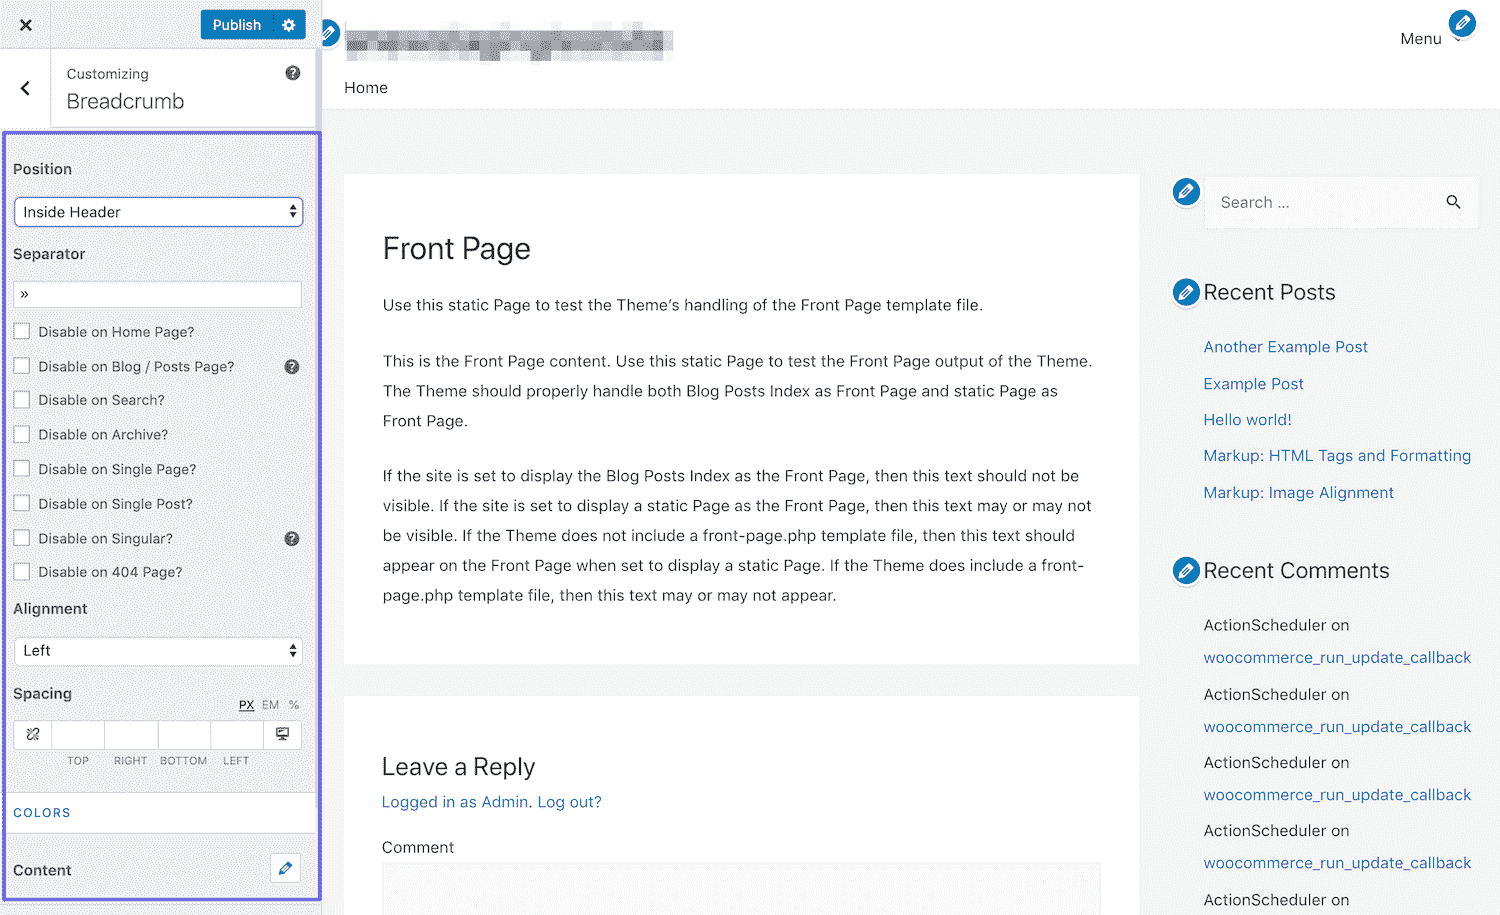 Publish
Customizing
Breadcrumb
Position
Inside Header
Separator
»
Disable on Home Page?
Disable on Blog / Posts Page?
Disable on Search?
Disable on Archive?
Disable on Single Page?
Disable on Single Post?
Disable on Singular?
Disable on 404 Page?
Alignment
Left
Spacing
PX EM %
TOP RIGHT BOTTOM LEFT
COLORS
Content
Menu
Home
Front Page
Use this static Page to test the Theme’s handling of the Front Page template file.
This is the Front Page content. Use this static Page to test the Front Page output of the Theme.
The Theme should properly handle both Blog Posts Index as Front Page and static Page as
Front Page.
If the site is set to display the Blog Posts Index as the Front Page, then this text should not be
visible. If the site is set to display a static Page as the Front Page, then this text may or may not
be visible. If the Theme does not include a front-page.php template file, then this text should
appear on the Front Page when set to display a static Page. If the Theme does include a front-
page.php template file, then this text may or may not appear.
Leave a Reply
Logged in as Admin. Log out?
Comment
Search ...
Recent Posts
Another Example Post
Example Post
Hello world!
Markup: HTML Tags and Formatting
Markup: Image Alignment
Recent Comments
ActionScheduler on
woocommerce_run_update_callback
ActionScheduler on
woocommerce_run_update_callback
ActionScheduler on
woocommerce_run_update_callback
ActionScheduler on
woocommerce_run_update_callback
ActionScheduler on